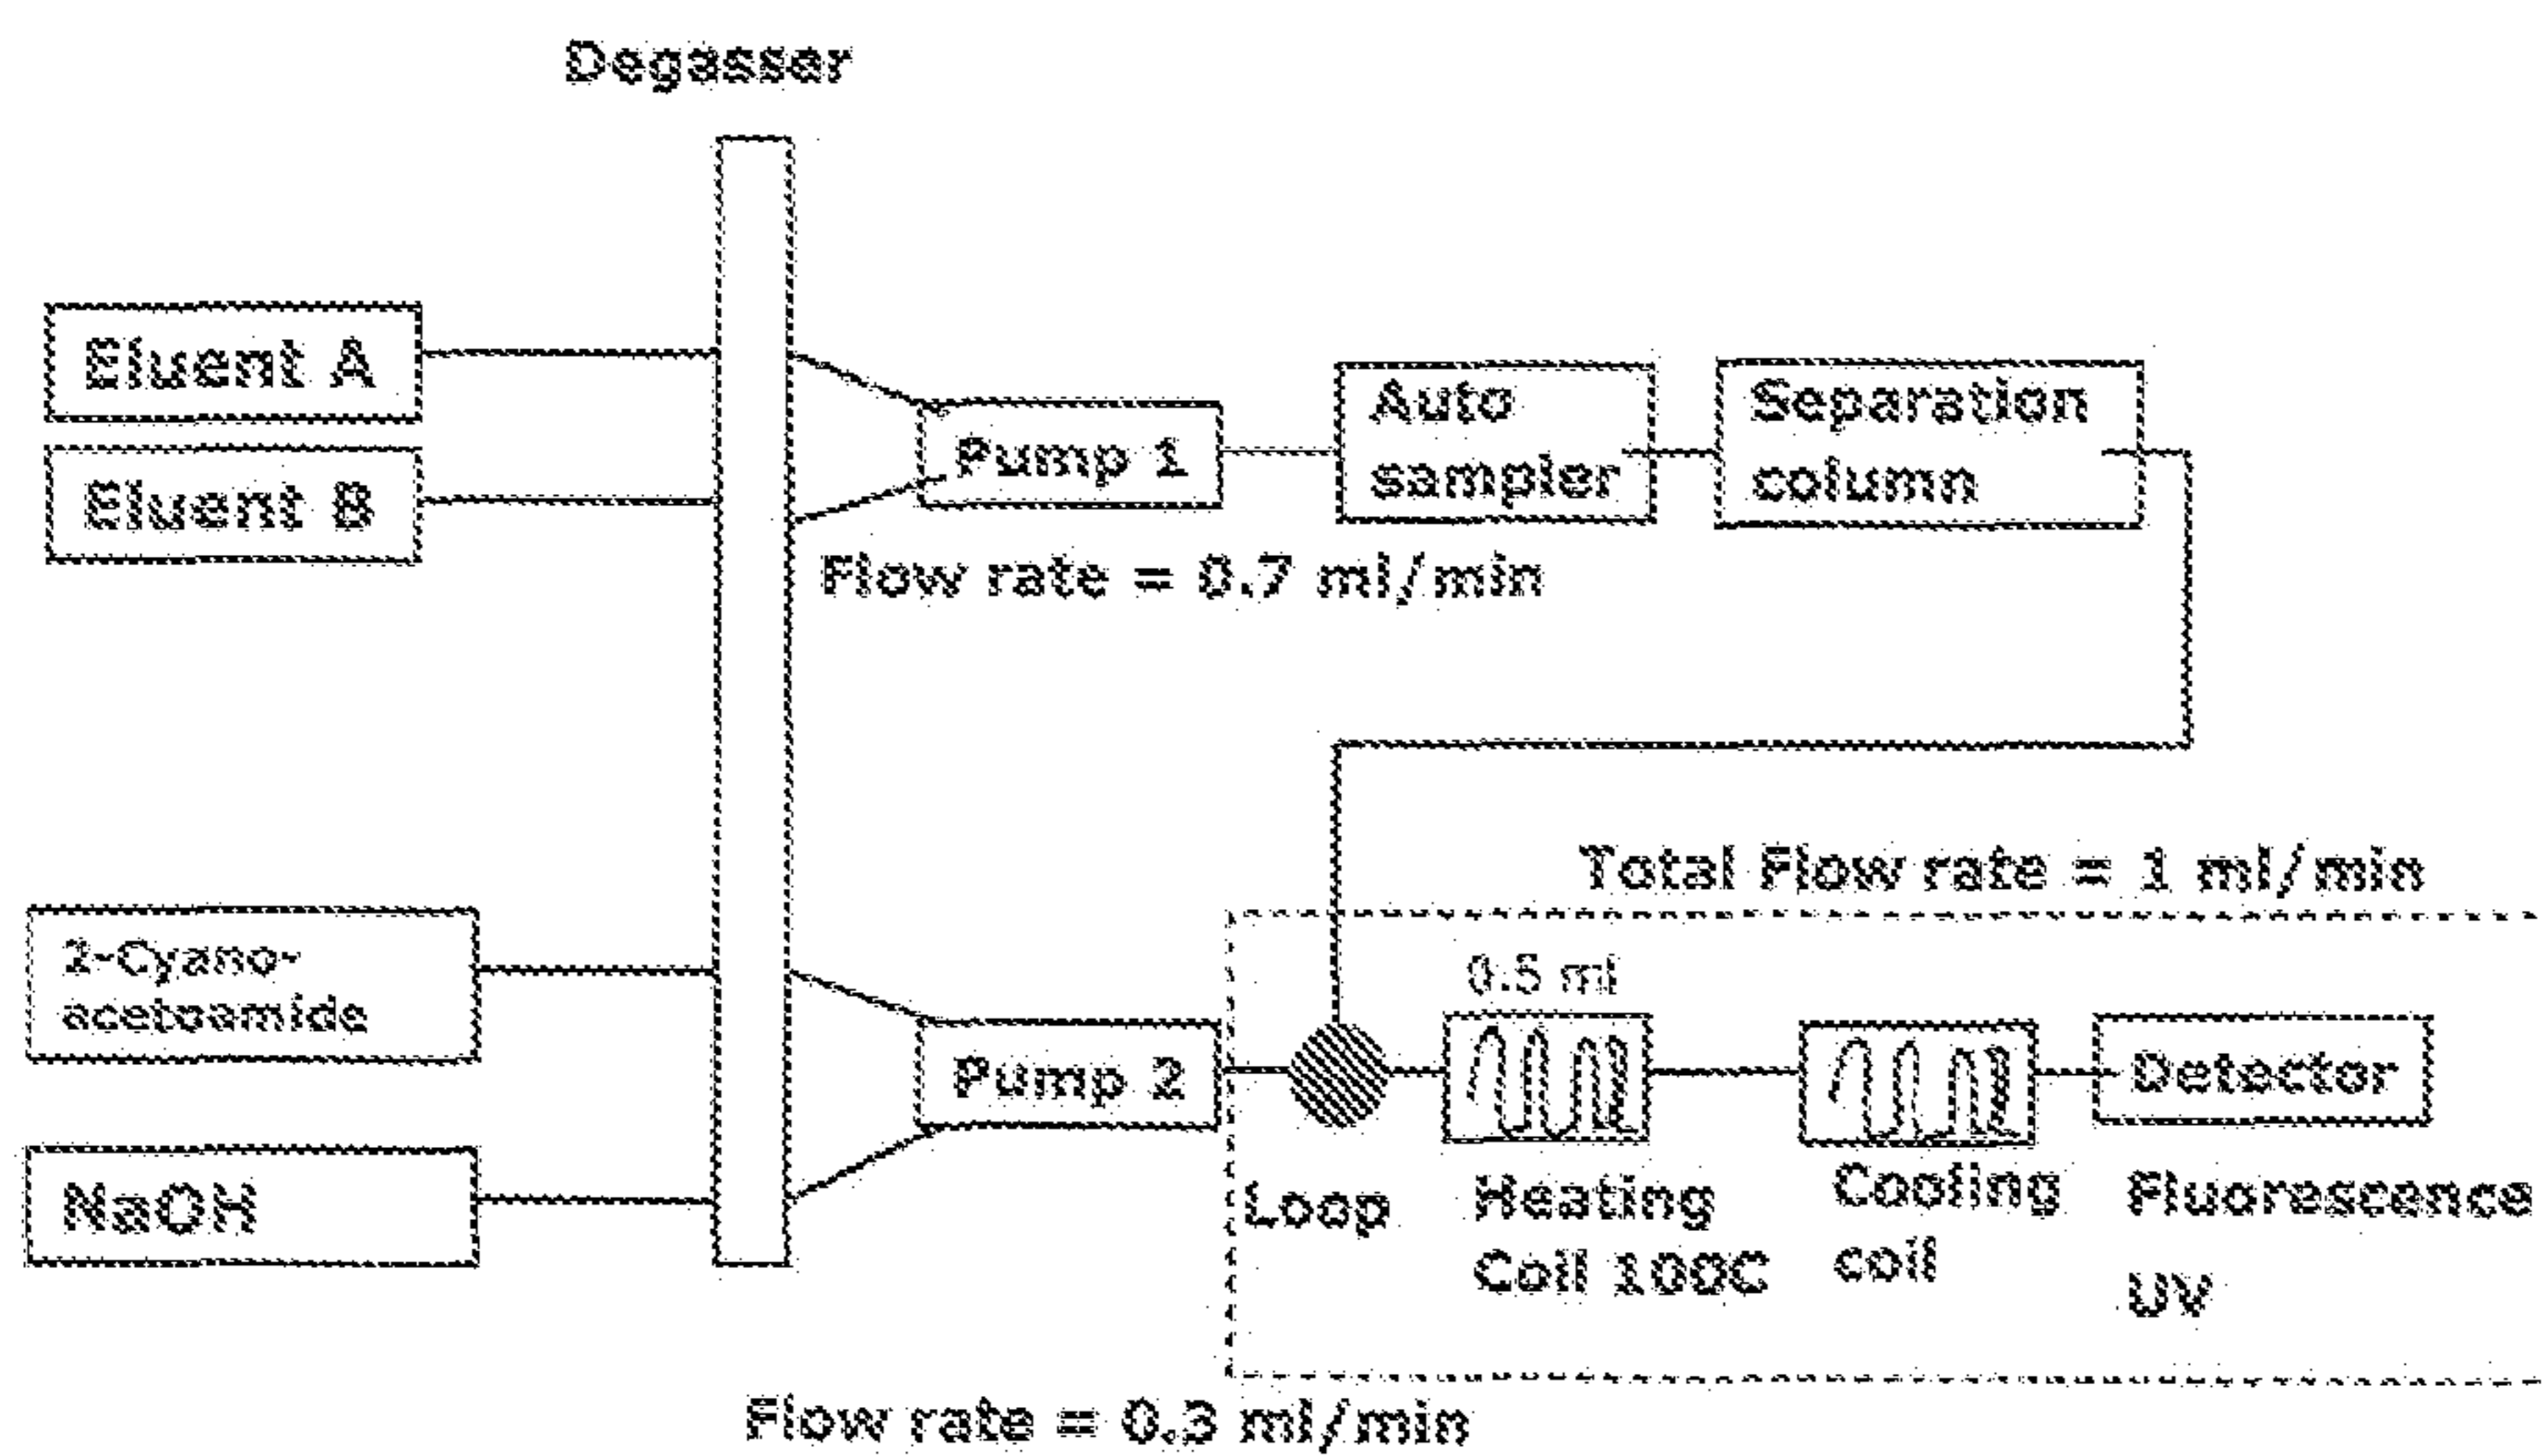 Degasser
Eluent A
Eluent B
Pump 1
Auto
sampler
Separation
column
Flow rate = 0.7 ml/min
Total Flow rate = 1 ml/min
2-Cyano-
acetoamide
NaOH
Pump 2
0.5 ml
Detector
Loop
Heating
Coil 100C
Cooling
coil
Fluorescence
UV
Flow rate = 0.3 ml/min